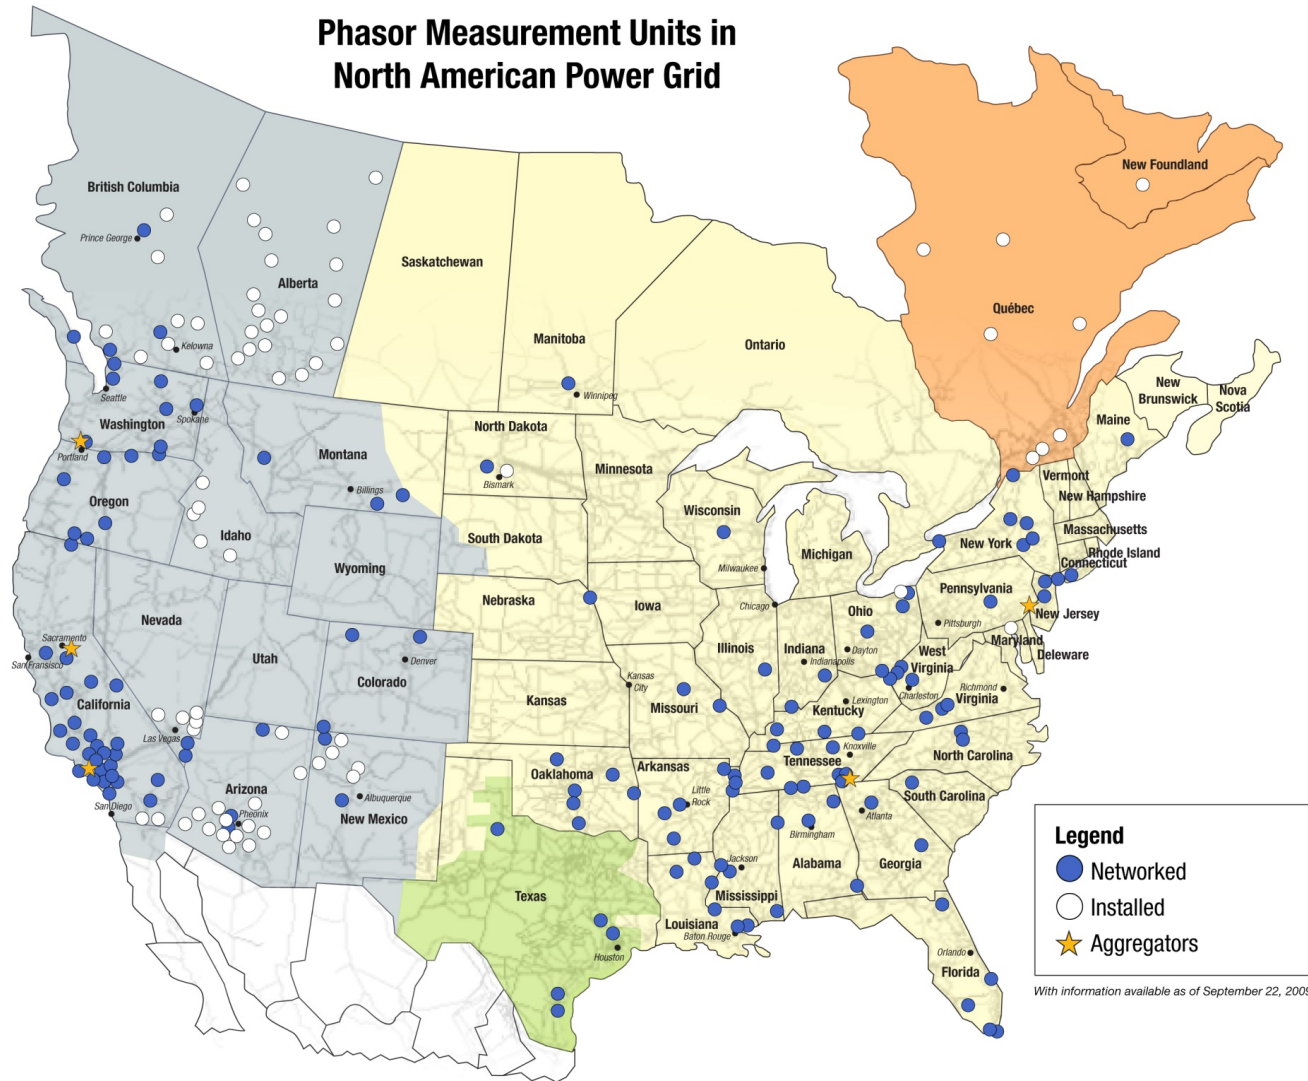 Phasor Measurement Units in
North American Power Grid
British Columbia
Prince George
Alberta
Kelowna
Saskatchewan
Manitoba
Winnipeg
Ontario
New Foundland
Québec
New
Brunswick
Nova
Scotia
Maine
Seattle
Spokane
Washington
Portland
Oregon
Montana
Billings
Idaho
Wyoming
North Dakota
Bismark
South Dakota
Minnesota
Wisconsin
Milwaukee
Michigan
Chicago
Vermont
New Hampshire
Massachusetts
Rhode Island
Connecticut
New York
Pennsylvania
Pittsburgh
New Jersey
Maryland
Deleware
Nebraska
Iowa
Nevada
Sacramento
San Fransisco
California
Utah
Colorado
Denver
Kansas
Kansas
City
Missouri
Illinois
Indiana
Indianapolis
Ohio
Dayton
West
Virginia
Charleston
Richmond
Virginia
Lexington
Kentucky
Las Vegas
San Diego
Arizona
Pheonix
Albuquerque
New Mexico
Oaklahoma
Arkansas
Little
Rock
Tennessee
Knoxville
North Carolina
South Carolina
Atlanta
Georgia
Birmingham
Alabama
Jackson
Mississippi
Louisiana
Baton Rouge
Texas
Houston
Orlando
Florida
Legend
Networked
Installed
Aggregators
With information available as of September 22, 2009